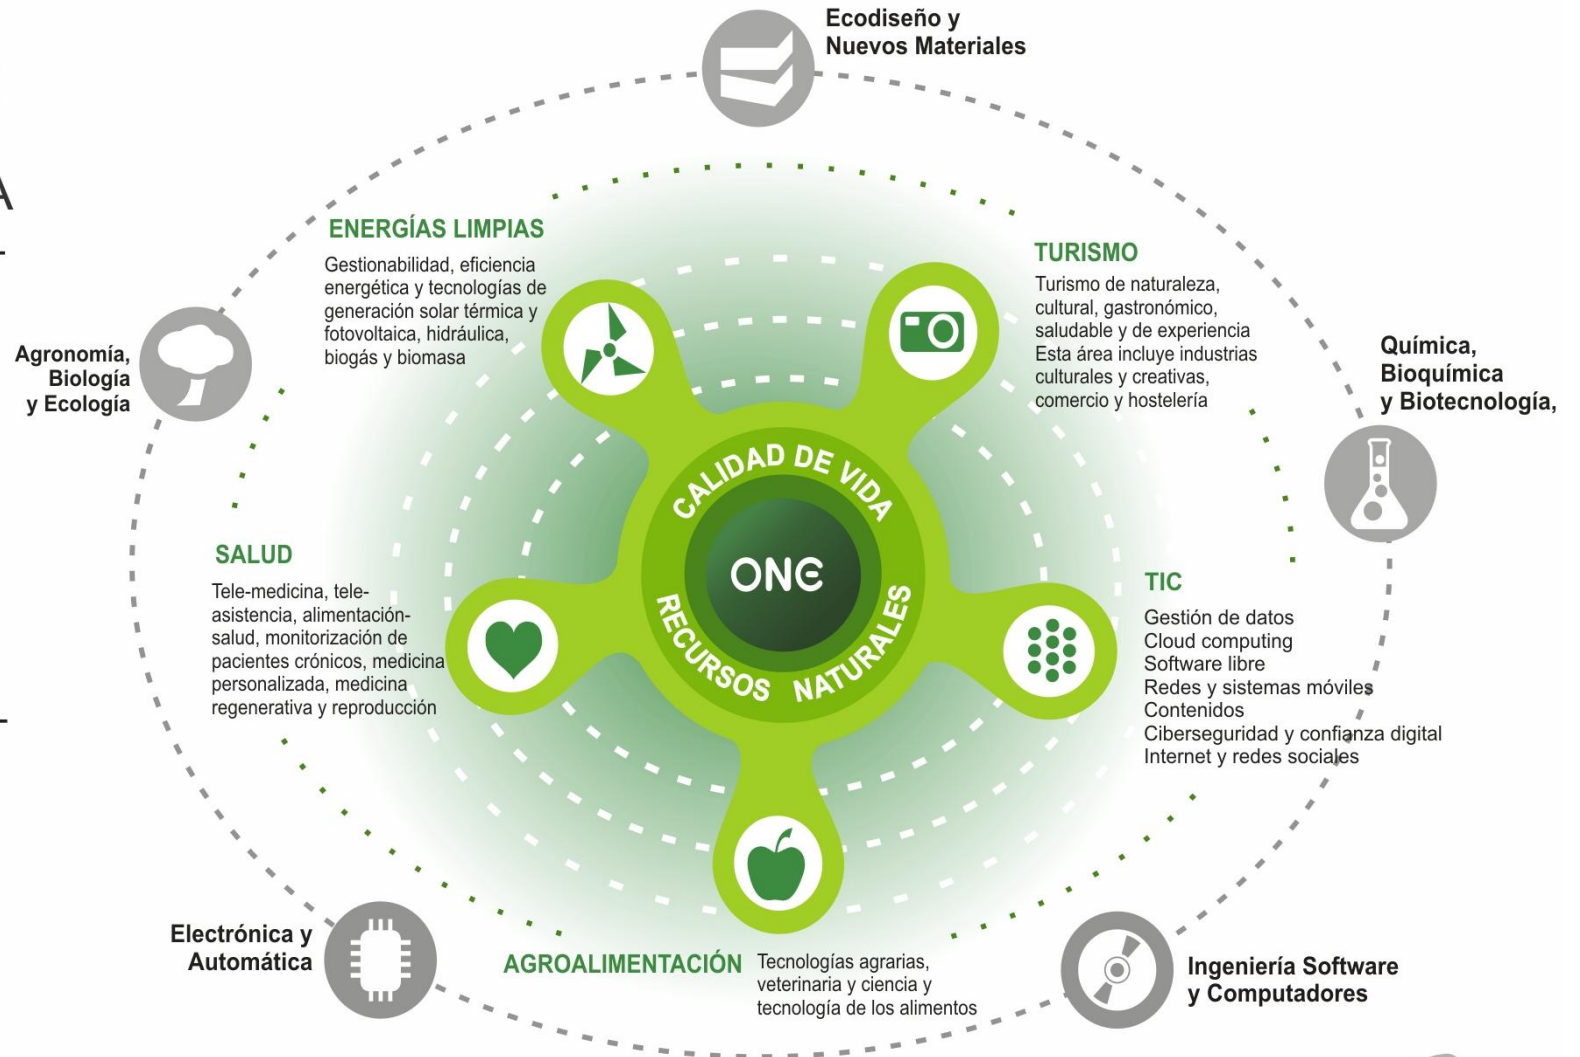 Ecodiseño y
Nuevos Materiales
A
ENERGÍAS LIMPIAS
Gestionabilidad, eficiencia
energética y tecnologías de
generación solar térmica y
fotovoltaica, hidráulica,
biogás y biomasa
TURISMO
Turismo de naturaleza,
cultural, gastronómico,
saludable y de experiencia
Esta área incluye industrias
culturales y creativas,
comercio y hostelería
Agronomía,
Biología
y Ecología
Química,
Bioquímica
y Biotecnología,
CALIDAD DE VIDA
ONE
RECURSOS NATURALES
SALUD
Tele-medicina, tele-
asistencia, alimentación-
salud, monitorización de
pacientes crónicos, medicina
personalizada, medicina
regenerativa y reproducción
TIC
Gestión de datos
Cloud computing
Software libre
Redes y sistemas móviles
Contenidos
Ciberseguridad y confianza digital
Internet y redes sociales
Electrónica y
Automática
AGROALIMENTACIÓN
Tecnologías agrarias,
veterinaria y ciencia y
tecnología de los alimentos
Ingeniería Software
y Computadores